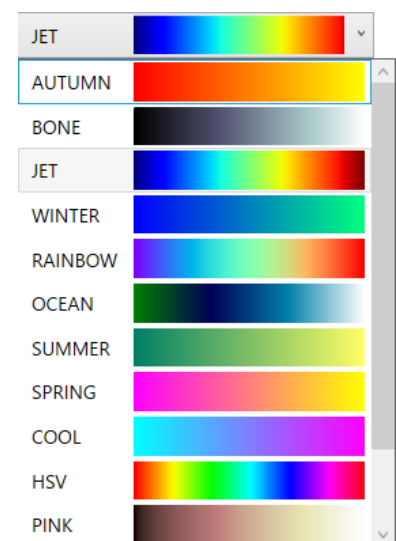 JET
AUTUMN
BONE
JET
WINTER
RAINBOW
OCEAN
SUMMER
SPRING
COOL
HSV
PINK